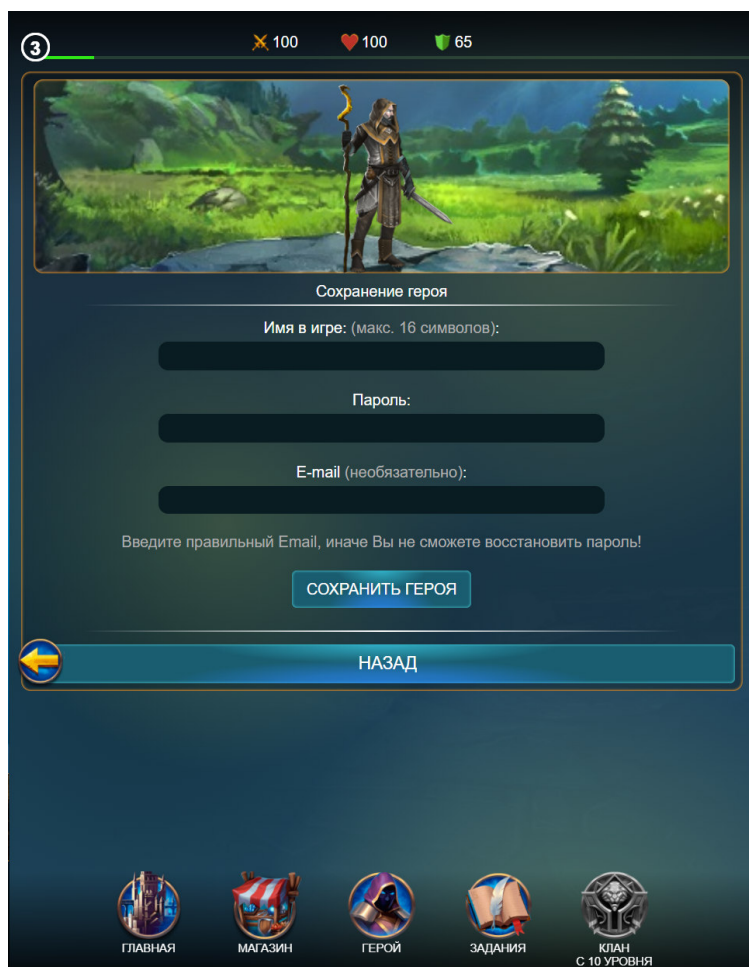 3
100
100
65
Сохранение героя
Имя в игре: (макс. 16 символов):
Пароль:
E-mail (необязательно):
Введите правильный Email, иначе Вы не сможете восстановить пароль!
СОХРАНИТЬ ГЕРОЯ
НАЗАД
ГЛАВНАЯ
МАГАЗИН
ГЕРОЙ
ЗАДАНИЯ
КЛАН
С 10 УРОВНЯ